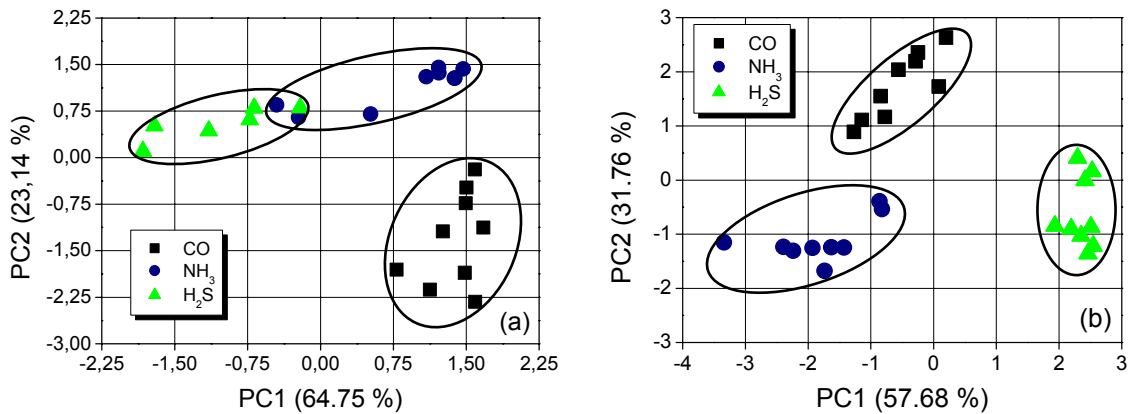 2,25
1,50
0,75
0,00
-0,75
-1,50
-2,25
-3,00
PC2 (23,14 %)
CO
NH3
H2S
(a)
-2,25 -1,50 -0,75 0,00 0,75 1,50 2,25
PC1 (64.75 %)
3
2
1
0
-1
-2
-3
PC2 (31.76 %)
CO
NH3
H2S
(b)
-4 -3 -2 -1 0 1 2 3
PC1 (57.68 %)